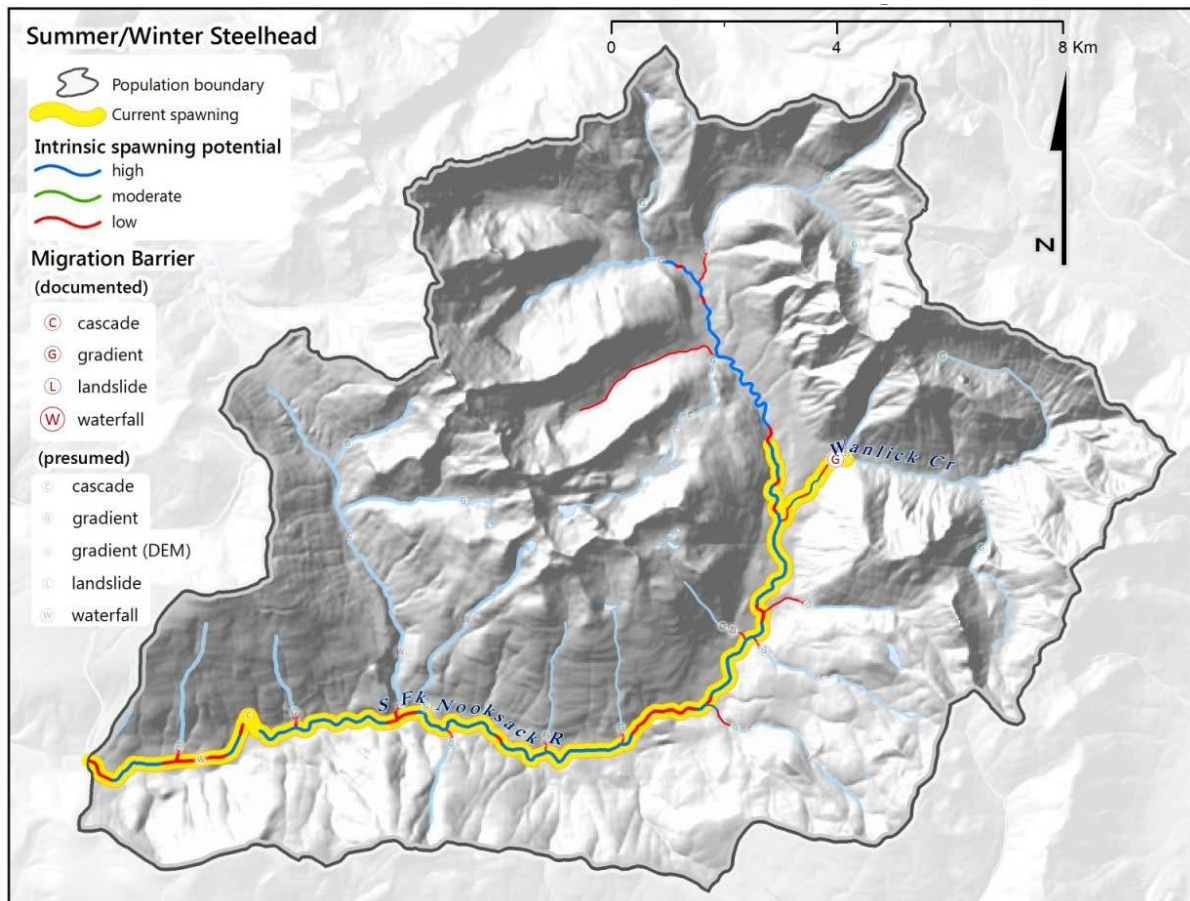 Summer/Winter Steelhead
Population boundary
Current spawning
Intrinsic spawning potential
high
moderate
low
Migration Barrier
(documented)
C cascade
G gradient
L landslide
W waterfall
(presumed)
C cascade
G gradient
gradient (DEM)
L landslide
W waterfall
0 4 8 Km
N
Wanlick Cr
G
S Fk Nooksack R